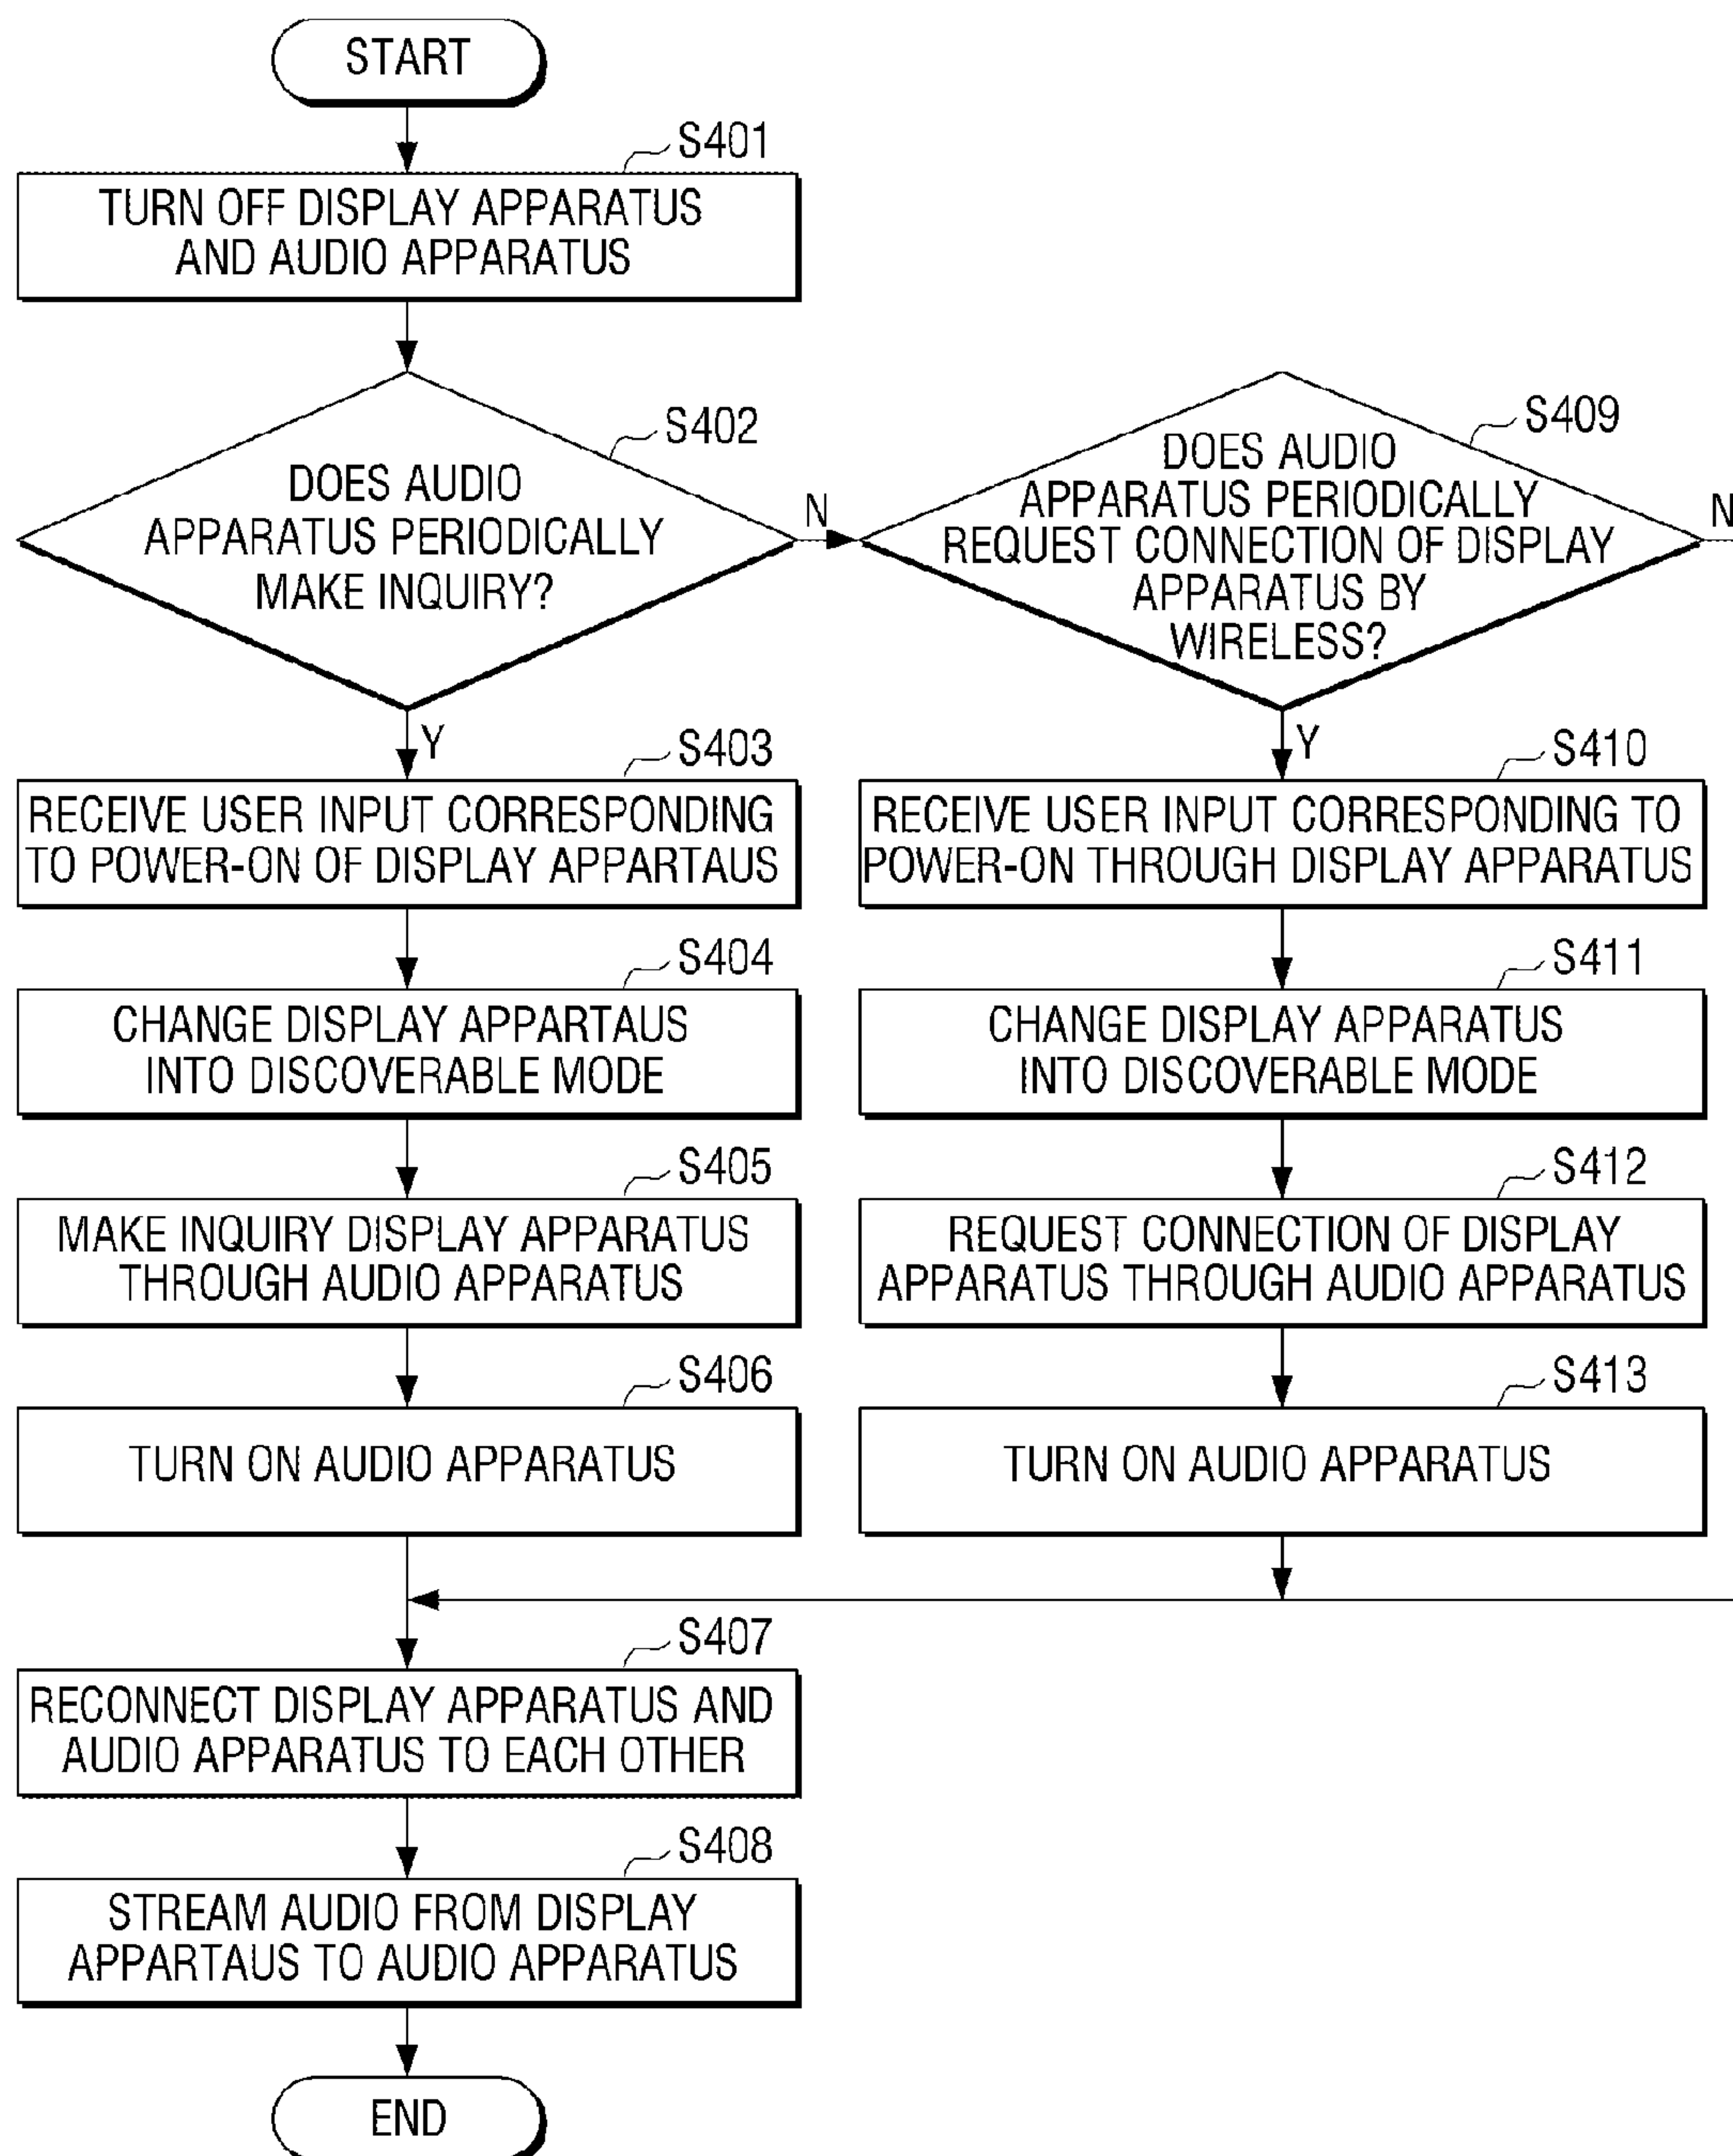 START
S401
TURN OFF DISPLAY APPARATUS
AND AUDIO APPARATUS
S402
DOES AUDIO
APPARATUS PERIODICALLY
MAKE INQUIRY?
N
Y
S403
RECEIVE USER INPUT CORRESPONDING
TO POWER-ON OF DISPLAY APPARTAUS
S404
CHANGE DISPLAY APPARTAUS
INTO DISCOVERABLE MODE
S405
MAKE INQUIRY DISPLAY APPARATUS
THROUGH AUDIO APPARATUS
S406
TURN ON AUDIO APPARATUS
S407
RECONNECT DISPLAY APPARATUS AND
AUDIO APPARATUS TO EACH OTHER
S408
STREAM AUDIO FROM DISPLAY
APPARTAUS TO AUDIO APPARATUS
END
S409
DOES AUDIO
APPARATUS PERIODICALLY
REQUEST CONNECTION OF DISPLAY
APPARATUS BY
WIRELESS?
N
Y
S410
RECEIVE USER INPUT CORRESPONDING TO
POWER-ON THROUGH DISPLAY APPARATUS
S411
CHANGE DISPLAY APPARATUS
INTO DISCOVERABLE MODE
S412
REQUEST CONNECTION OF DISPLAY
APPARATUS THROUGH AUDIO APPARATUS
S413
TURN ON AUDIO APPARATUS